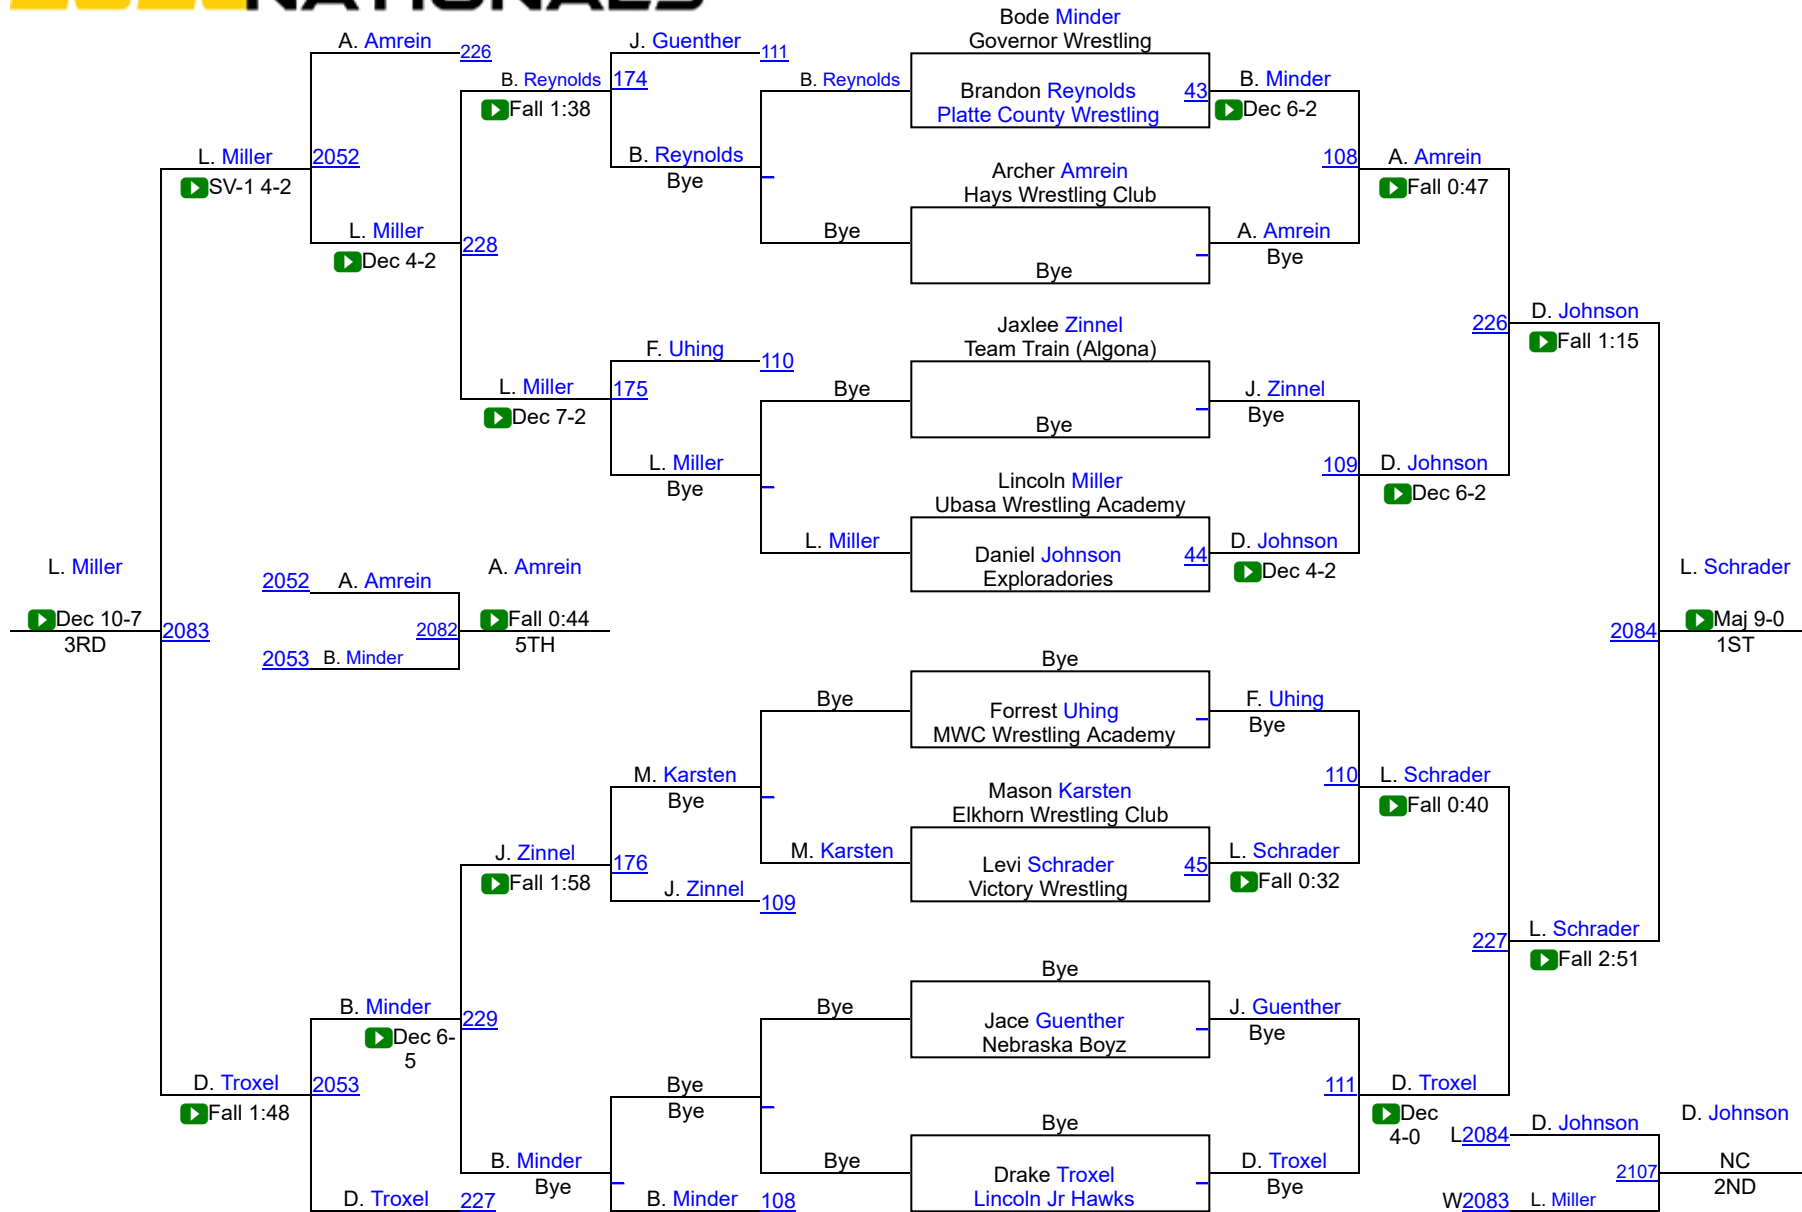 NATIONALS
Bode Minder
Governor Wrestling
A. Amrein
226
J. Guenther
111
B. Reynolds
174
Fall 1:38
B. Reynolds
Brandon Reynolds
43
Platte County Wrestling
B. Minder
Dec 6-2
L. Miller
2052
SV-1 4-2
B. Reynolds
Bye
Archer Amrein
Hays Wrestling Club
108
A. Amrein
Fall 0:47
L. Miller
228
Dec 4-2
Bye
Bye
A. Amrein
Bye
Jaxlee Zinnel
Team Train (Algona)
226
D. Johnson
Fall 1:15
F. Uhing
110
L. Miller
175
Dec 7-2
Bye
Bye
J. Zinnel
Bye
L. Miller
Bye
Lincoln Miller
Ubasa Wrestling Academy
109
D. Johnson
Dec 6-2
L. Miller
Daniel Johnson
44
Exploradories
D. Johnson
Dec 4-2
L. Miller
Dec 10-7
3RD
2083
2052
A. Amrein
2053
B. Minder
2082
A. Amrein
Fall 0:44
5TH
L. Schrader
2084
Maj 9-0
1ST
Bye
Bye
Forrest Uhing
MWC Wrestling Academy
F. Uhing
Bye
M. Karsten
Bye
Mason Karsten
Elkhorn Wrestling Club
110
L. Schrader
Fall 0:40
M. Karsten
Levi Schrader
45
Victory Wrestling
L. Schrader
Fall 0:32
J. Zinnel
176
Fall 1:58
J. Zinnel
109
227
L. Schrader
Fall 2:51
Bye
Bye
Jace Guenther
Nebraska Boyz
J. Guenther
Bye
B. Minder
229
Dec 6-
5
D. Troxel
2053
Fall 1:48
Bye
Bye
Bye
111
D. Troxel
Dec
4-0
Bye
Drake Troxel
Lincoln Jr Hawks
D. Troxel
Bye
B. Minder
Bye
D. Troxel
227
B. Minder
108
L2084
D. Johnson
W2083
L. Miller
2107
D. Johnson
NC
2ND